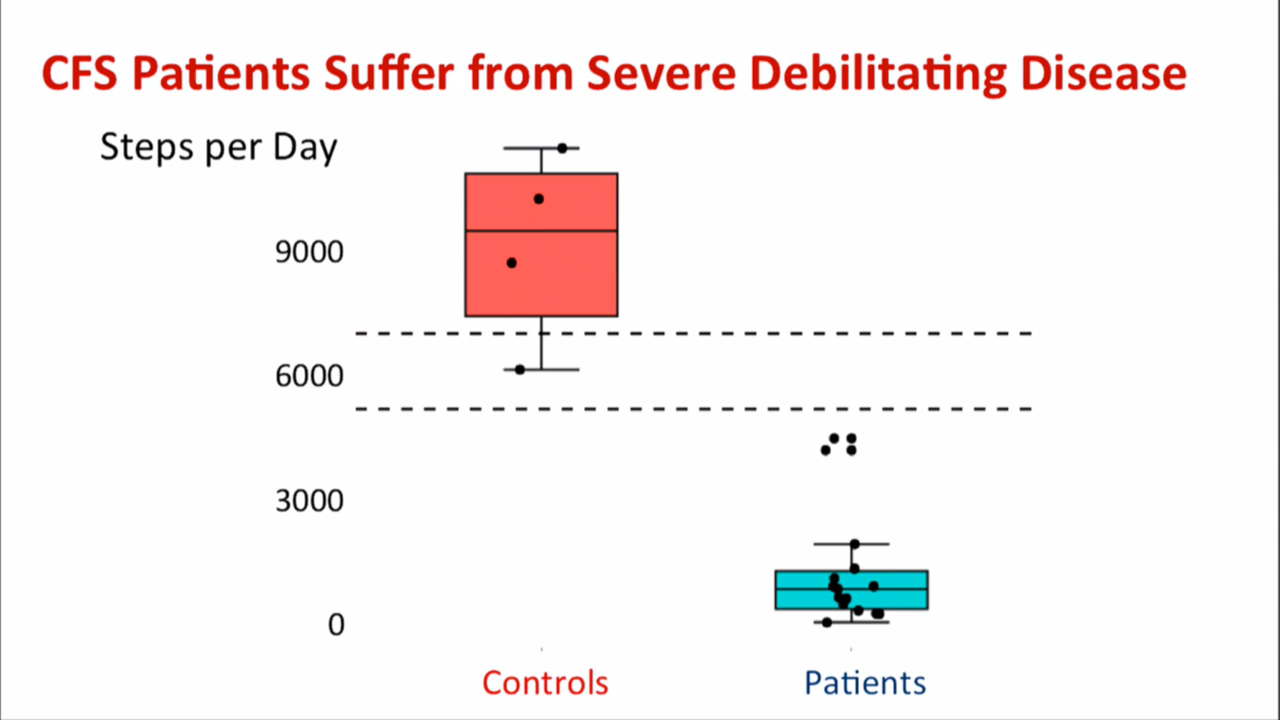 CFS Patients Suffer from Severe Debilitating Disease
Steps per Day
9000
6000
3000
0
Controls
Patients